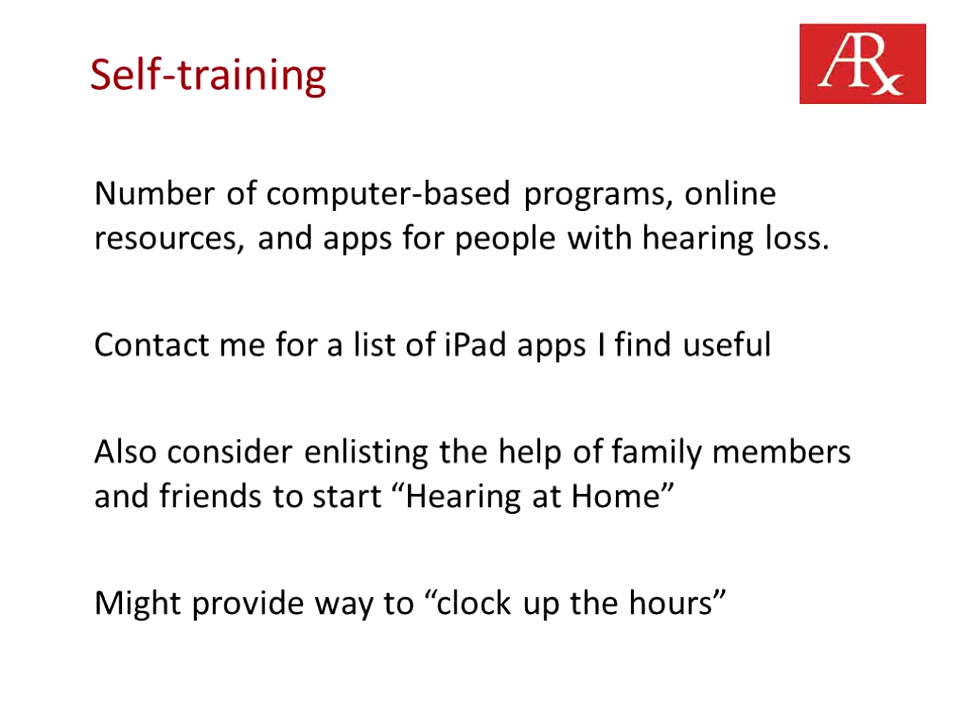 Self-training
ARx
Number of computer-based programs, online
resources, and apps for people with hearing loss.
Contact me for a list of iPad apps I find useful
Also consider enlisting the help of family members
and friends to start “Hearing at Home”
Might provide way to “clock up the hours”